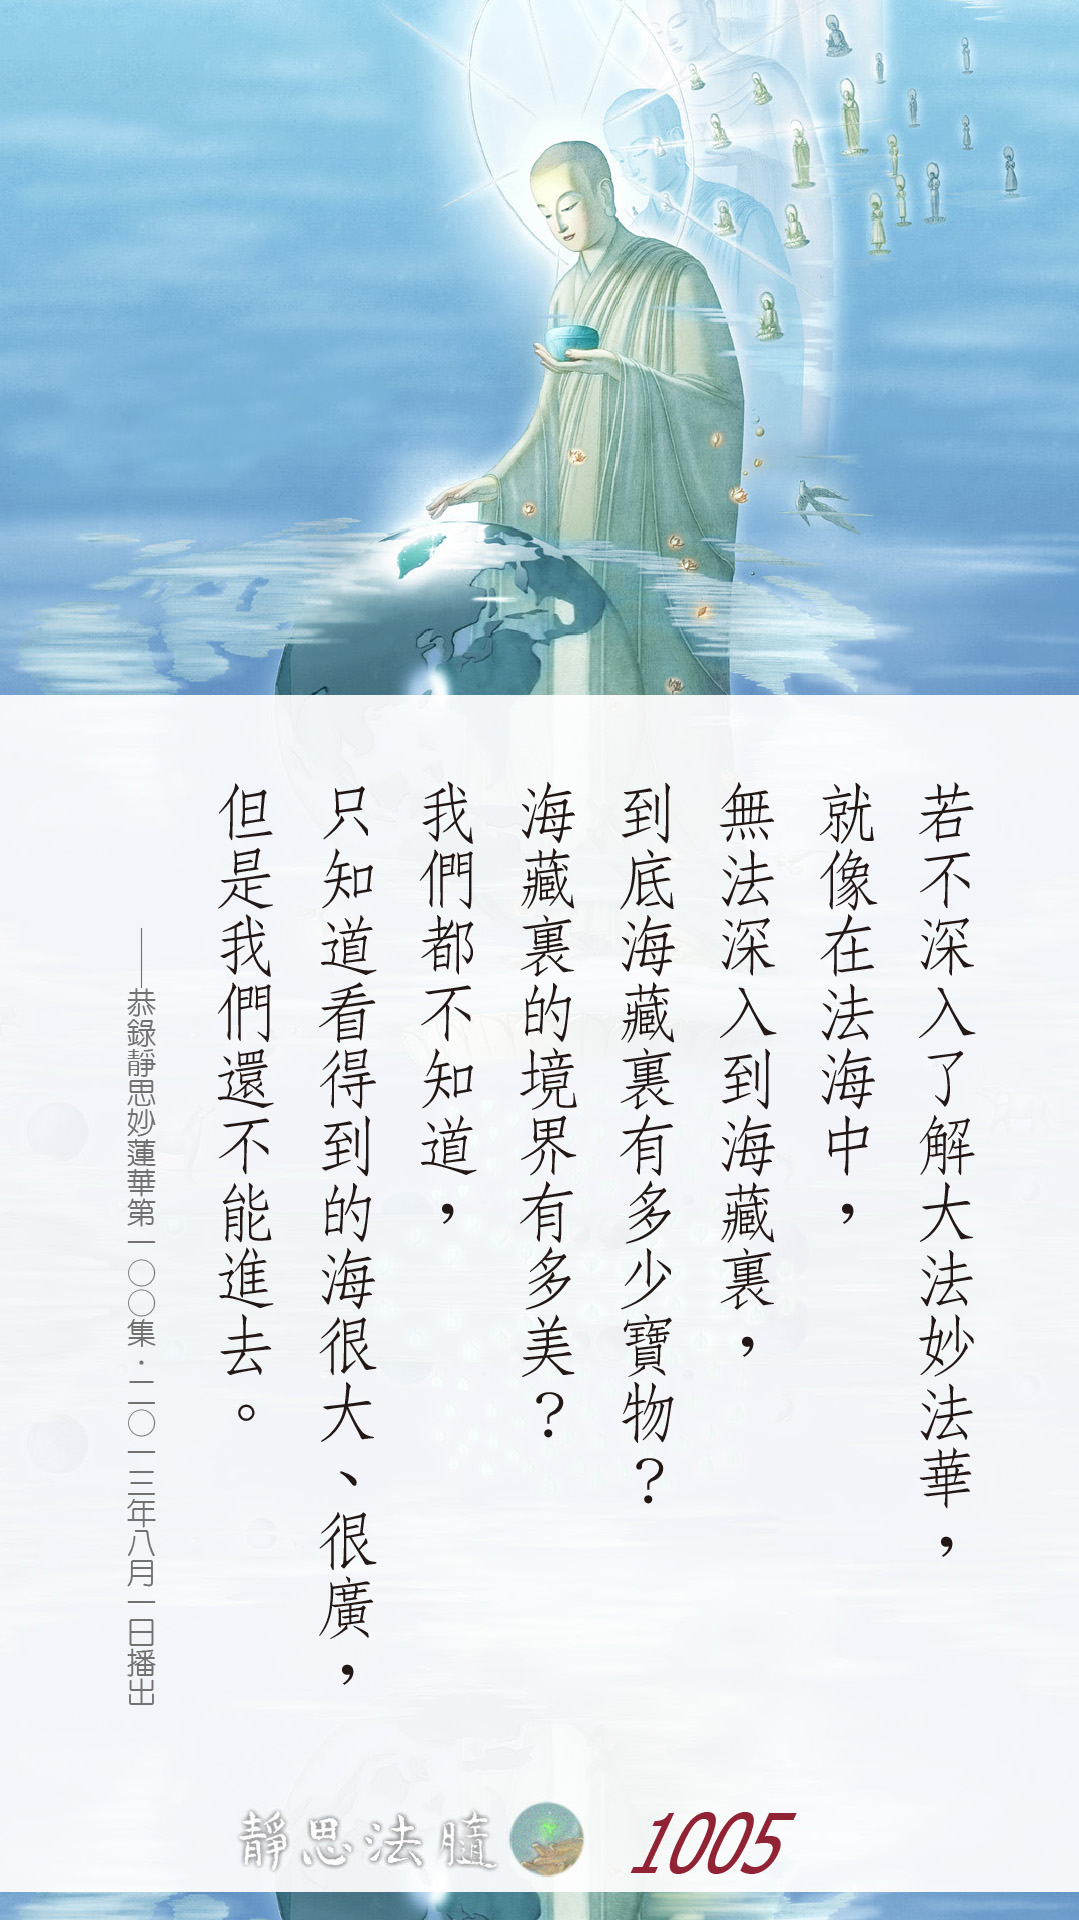 若不深入了解大法妙法華，
就像在法海中，
無法深入到海藏裏，
到底海藏裏有多少寶物？
海藏裏的境界有多美？
我們都不知道，
只知道看得到的海很大、很廣，
但是我們還不能進去。
——恭錄靜思妙蓮華第一〇〇集・二〇一三年八月一日播出
靜思法髓
1005